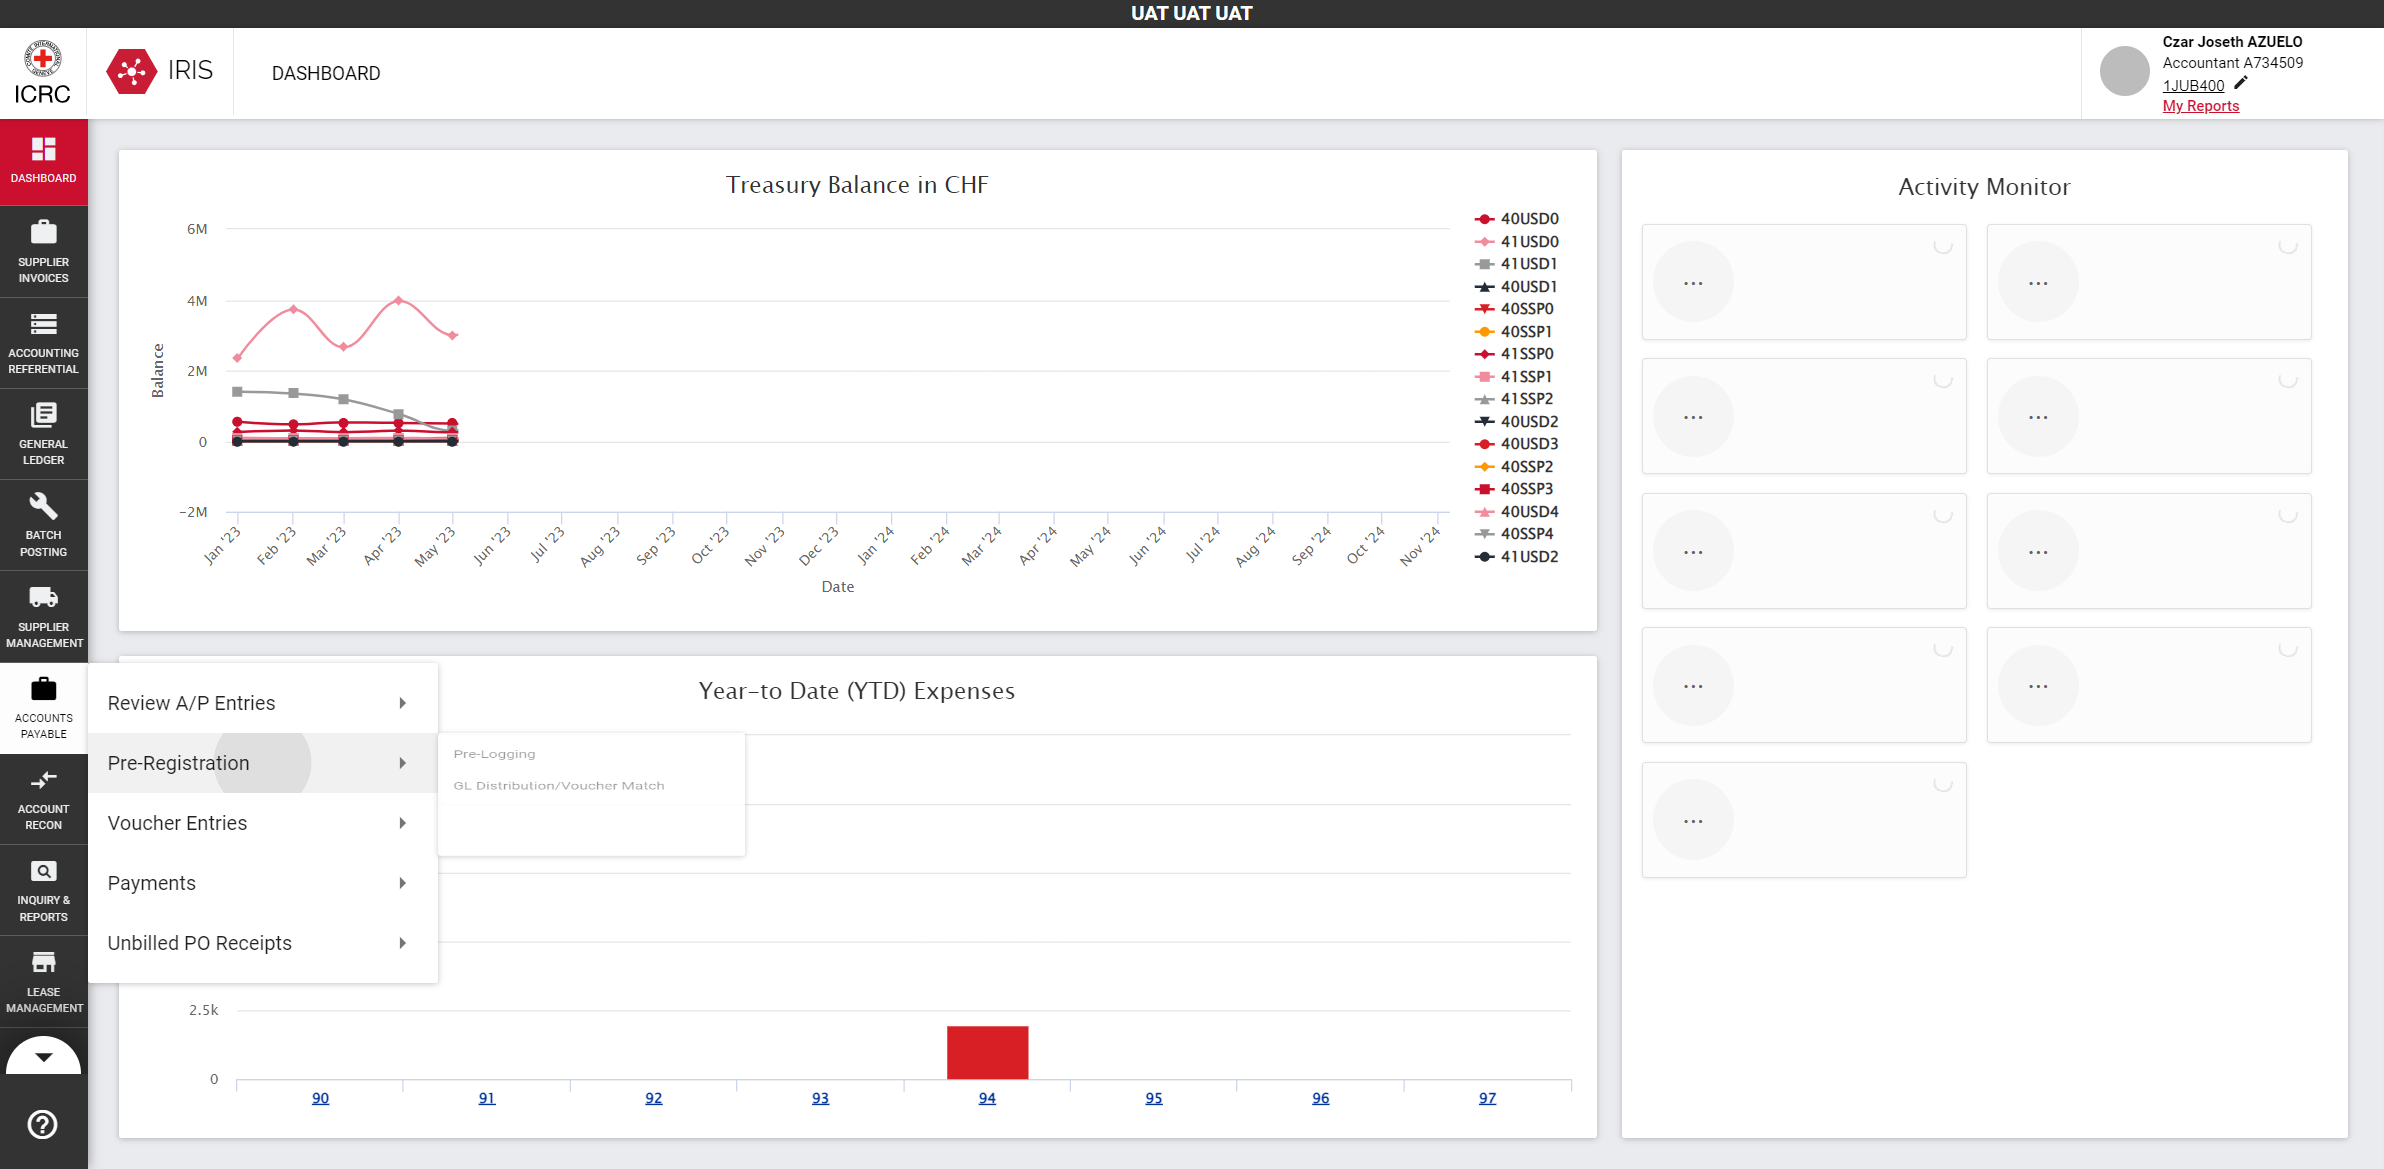 UAT UAT UAT
ICRC
IRIS
DASHBOARD
Czar Joseth AZUELO
Accountant A734509
1JUB400
My Reports
DASHBOARD
SUPPLIER
INVOICES
ACCOUNTING
REFERENTIAL
GENERAL
LEDGER
BATCH
POSTING
SUPPLIER
MANAGEMENT
ACCOUNTS
PAYABLE
ACCOUNT
RECON
INQUIRY &
REPORTS
LEASE
MANAGEMENT
Treasury Balance in CHF
6M
4M
2M
0
-2M
Balance
Jan '23
Feb '23
Mar '23
Apr '23
May '23
Jun '23
Jul '23
Aug '23
Sep '23
Oct '23
Nov '23
Dec '23
Jan '24
Feb '24
Mar '24
Apr '24
May '24
Jun '24
Jul '24
Aug '24
Sep '24
Oct '24
Nov '24
Date
40USD0
41USD0
41USD1
40USD1
40SSP0
40SSP1
41SSP0
41SSP1
41SSP2
40USD2
40USD3
40SSP2
40SSP3
40USD4
40SSP4
41USD2
Review A/P Entries
Pre-Registration
Voucher Entries
Payments
Unbilled PO Receipts
Pre-Logging
GL Distribution/Voucher Match
Year-to Date (YTD) Expenses
2.5k
0
90
91
92
93
94
95
96
97
Activity Monitor
...
...
...
...
...
...
...
...
...